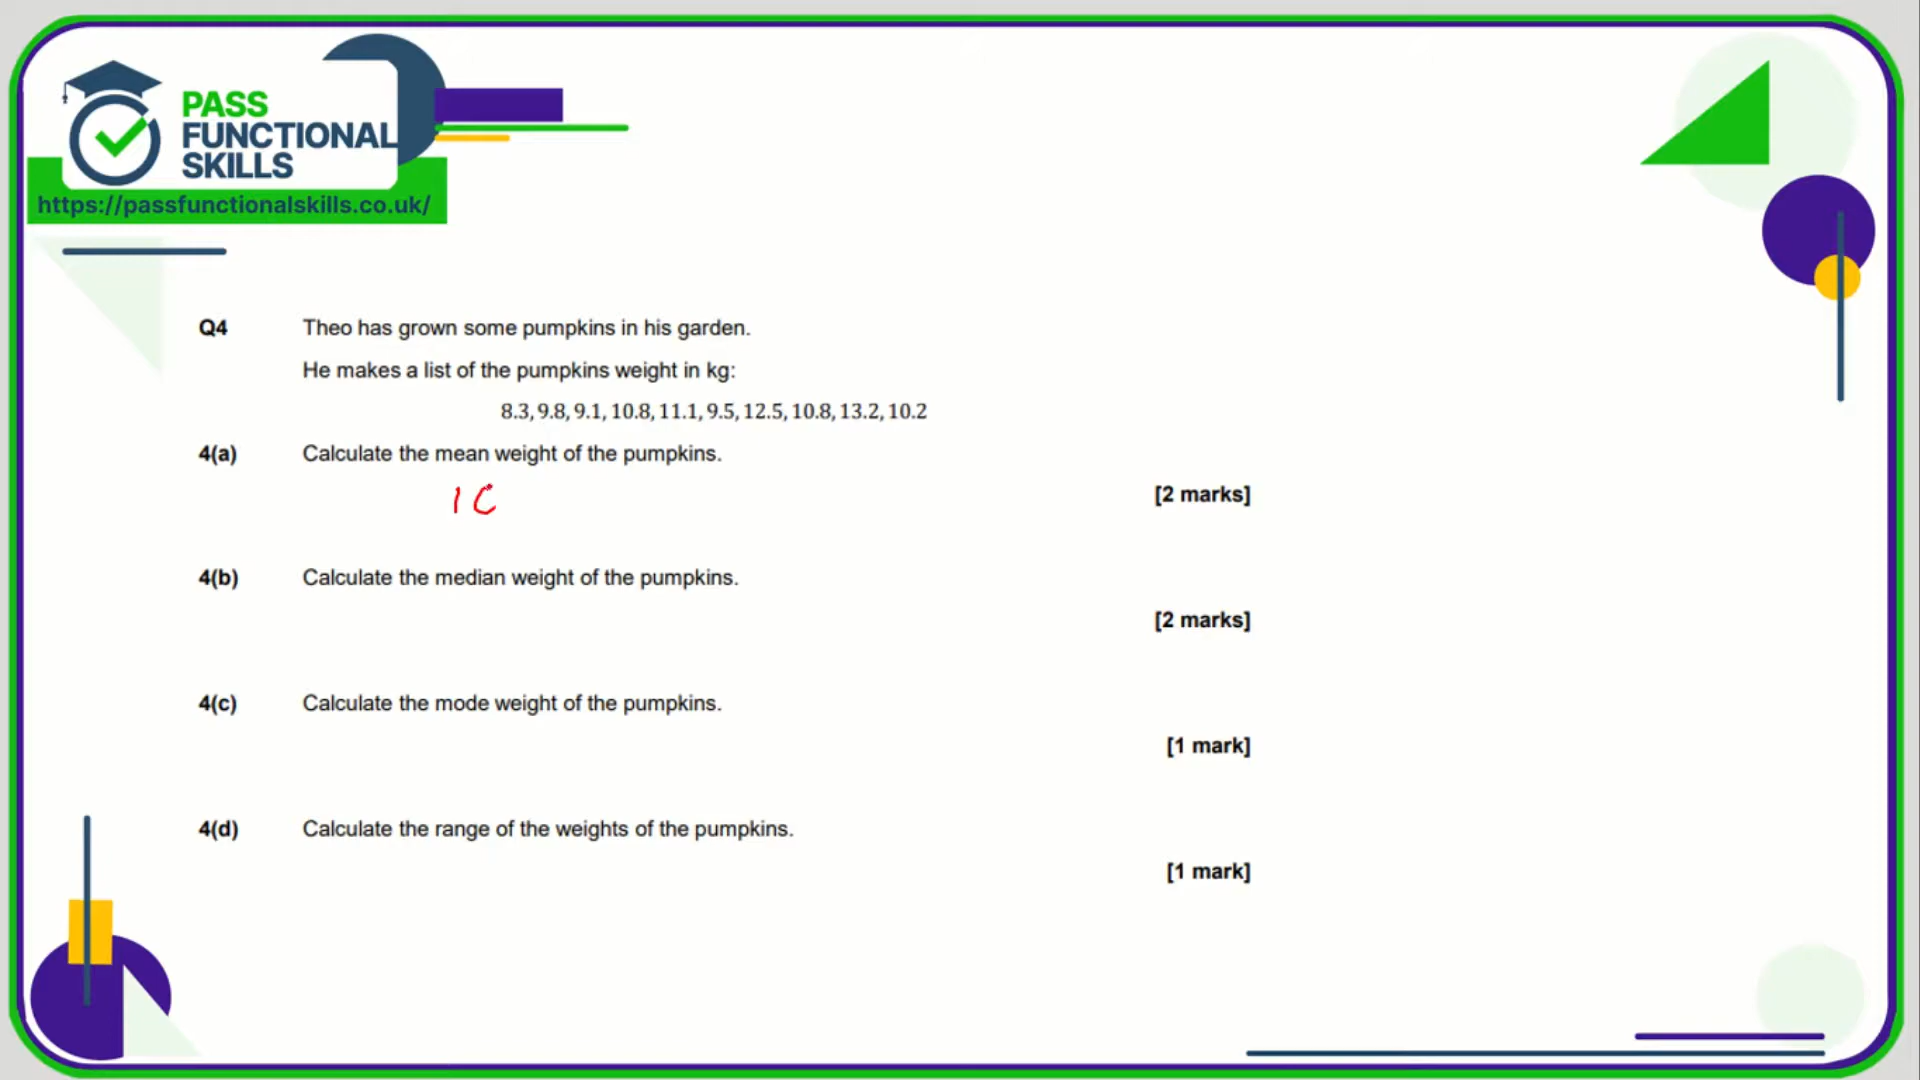 PASS
FUNCTIONAL
SKILLS
https://passfunctionalskills.co.uk/
Q4 Theo has grown some pumpkins in his garden.
He makes a list of the pumpkins weight in kg:
8.3, 9.8, 9.1, 10.8, 11.1, 9.5, 12.5, 10.8, 13.2, 10.2
4(a) Calculate the mean weight of the pumpkins.
[2 marks]
4(b) Calculate the median weight of the pumpkins.
[2 marks]
4(c) Calculate the mode weight of the pumpkins.
[1 mark]
4(d) Calculate the range of the weights of the pumpkins.
[1 mark]